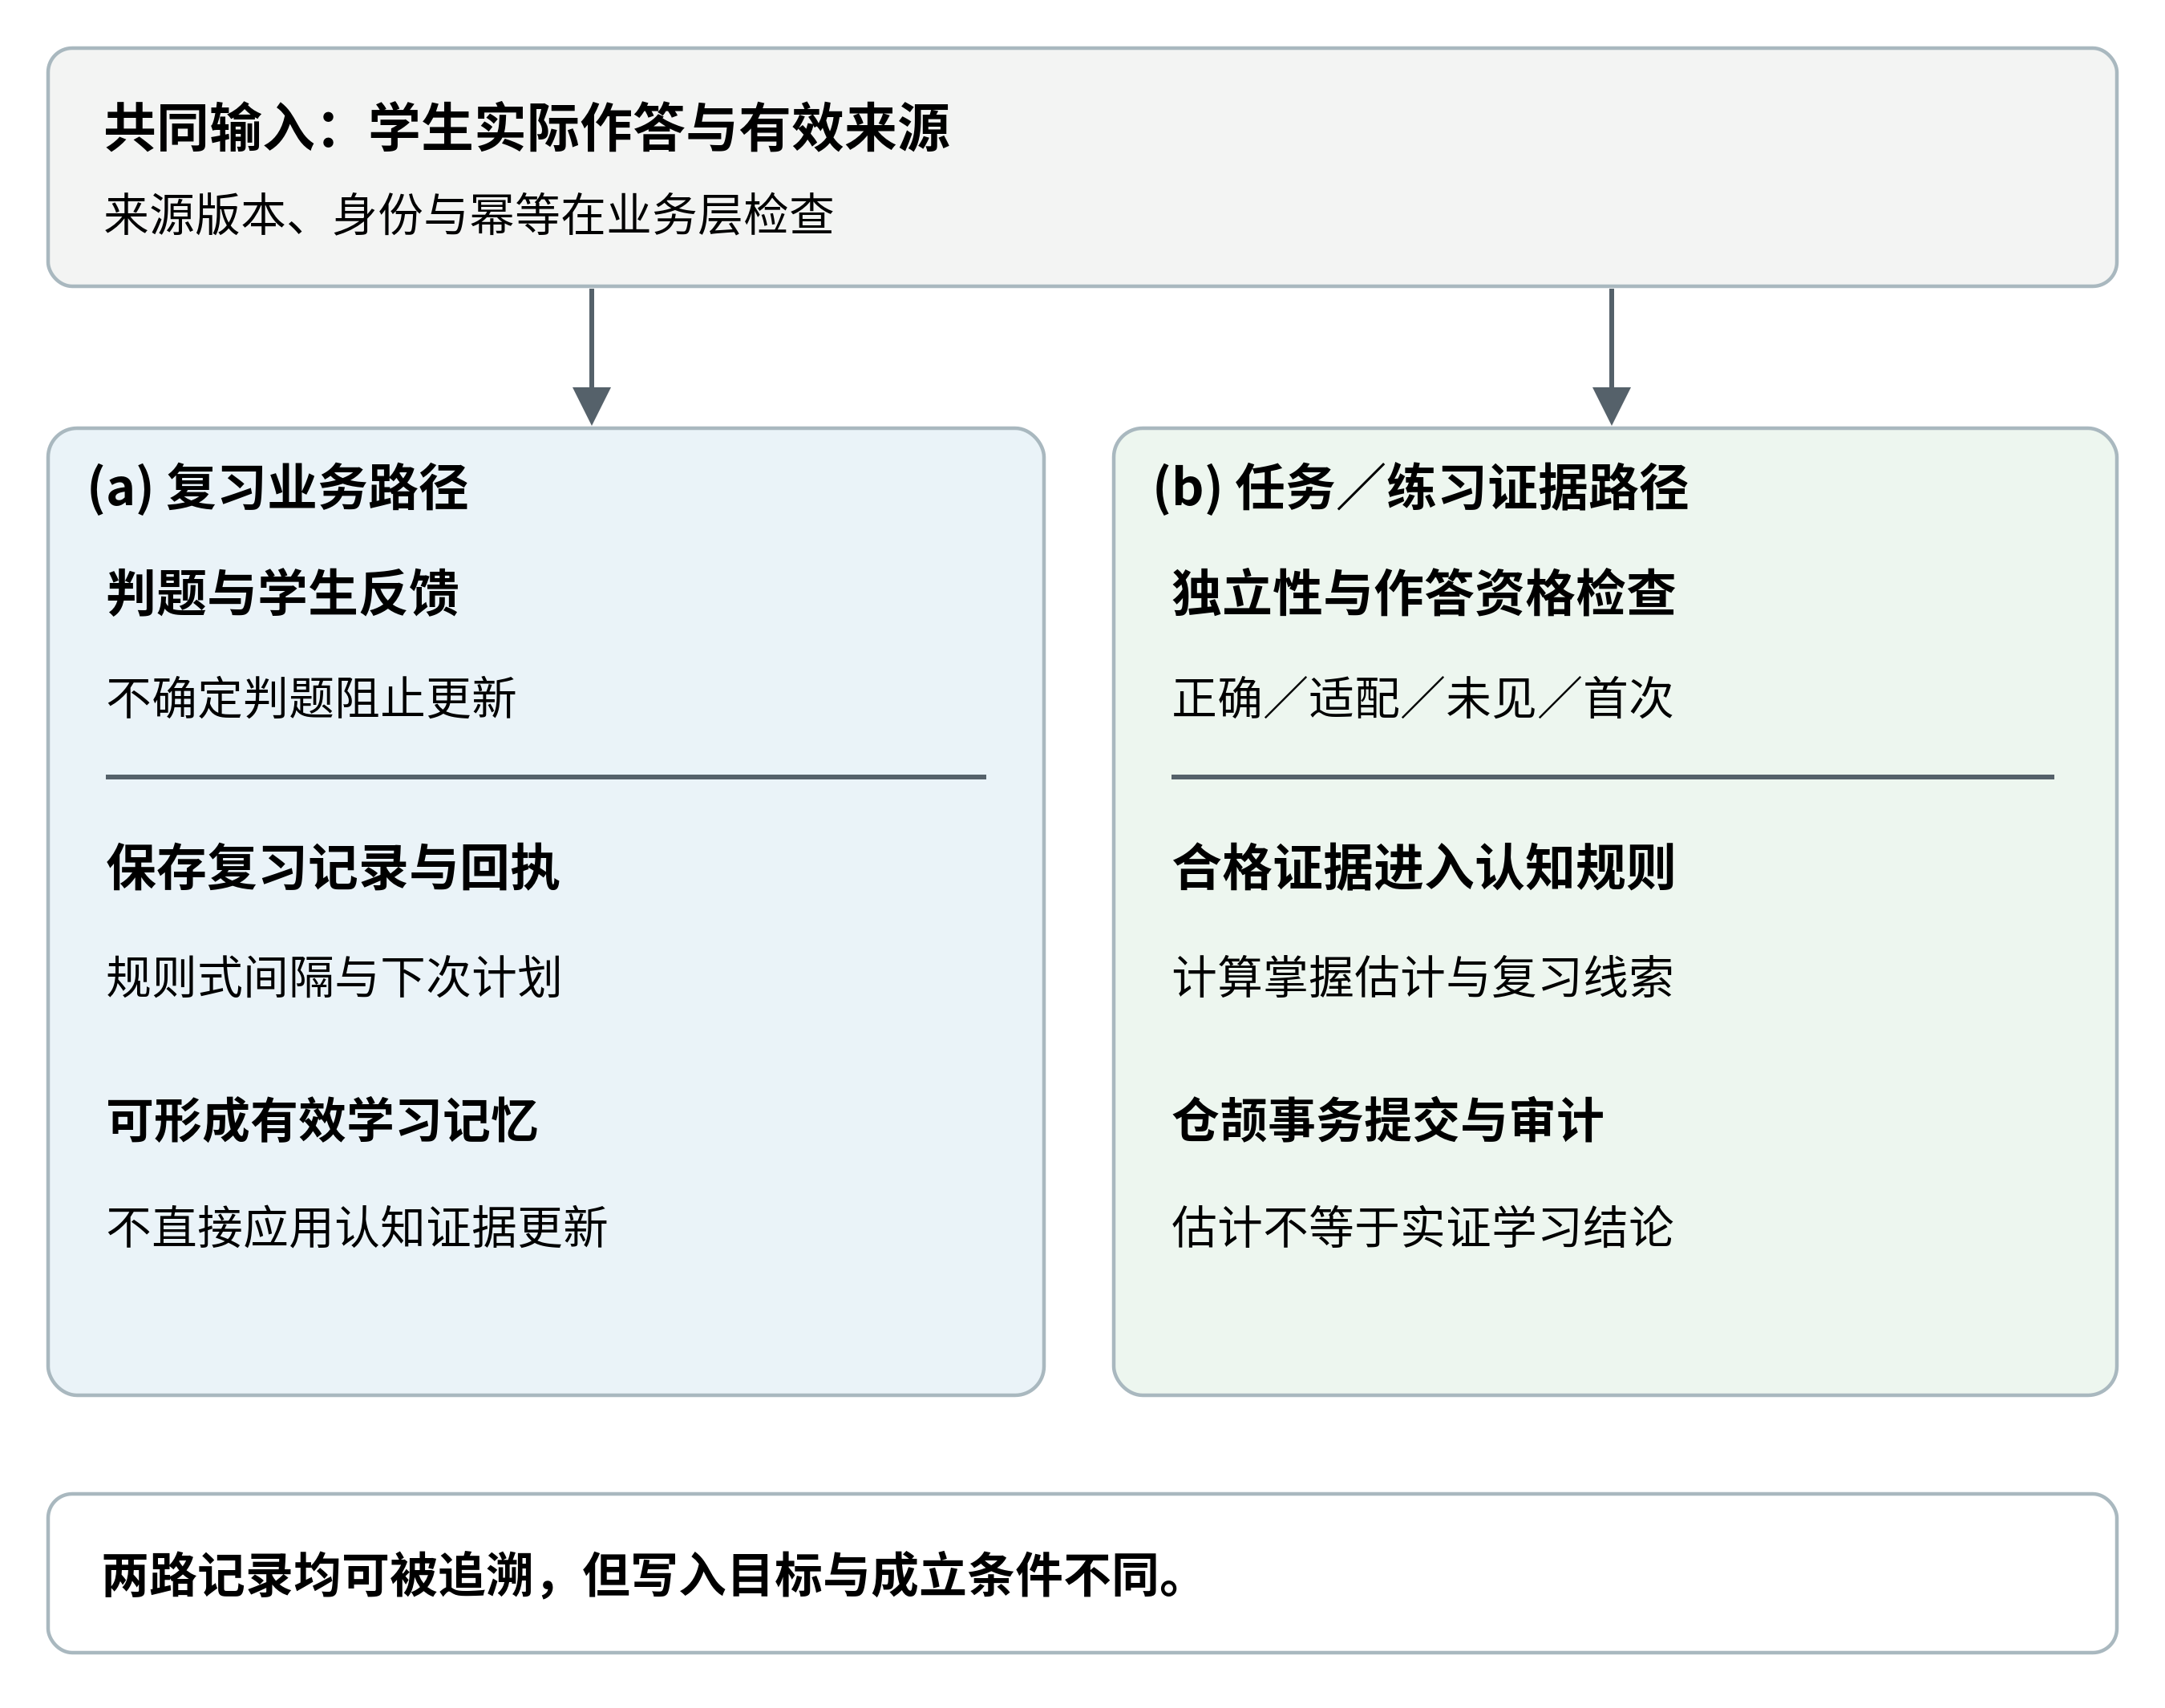 共同输入：学生实际作答与有效来源
来源版本、身份与幂等在业务层检查
(a) 复习业务路径
判题与学生反馈
不确定判题阻止更新
保存复习记录与回执
规则式间隔与下次计划
可形成有效学习记忆
不直接应用认知证据更新
(b) 任务／练习证据路径
独立性与作答资格检查
正确／适配／未见／首次
合格证据进入认知规则
计算掌握估计与复习线索
仓颉事务提交与审计
估计不等于实证学习结论
两路记录均可被追溯，但写入目标与成立条件不同。